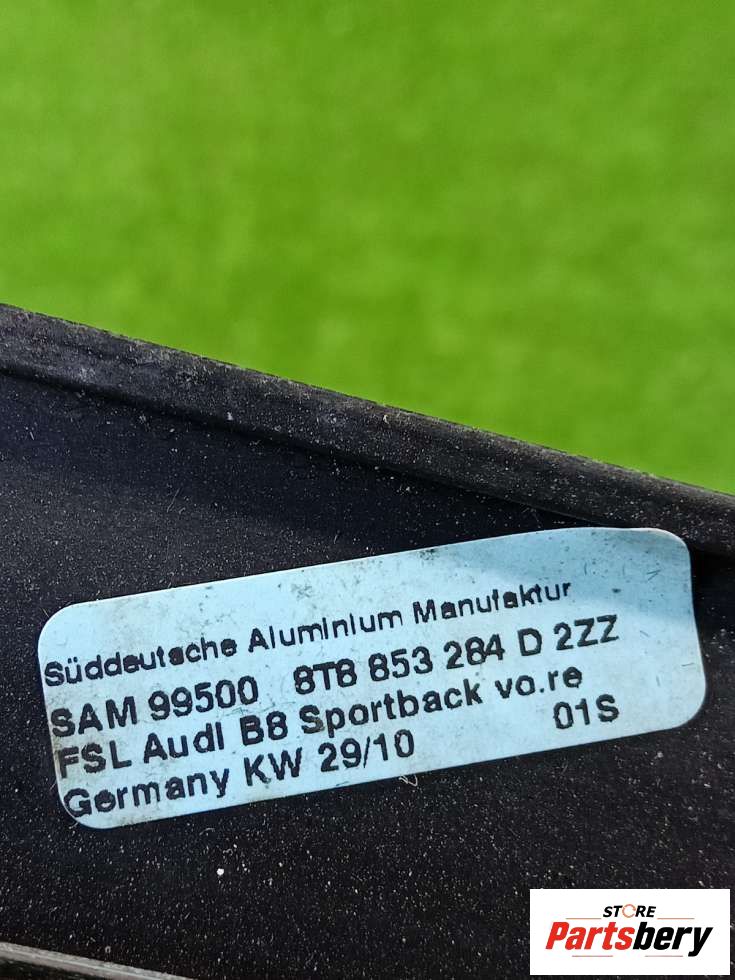 Süddeutsche Aluminium Manufaktur
SAM 99500 8T8 853 284 D 2ZZ
FSL Audi B8 Sportback vo.re
Germany KW 29/10 01S
STORE
Partsbery